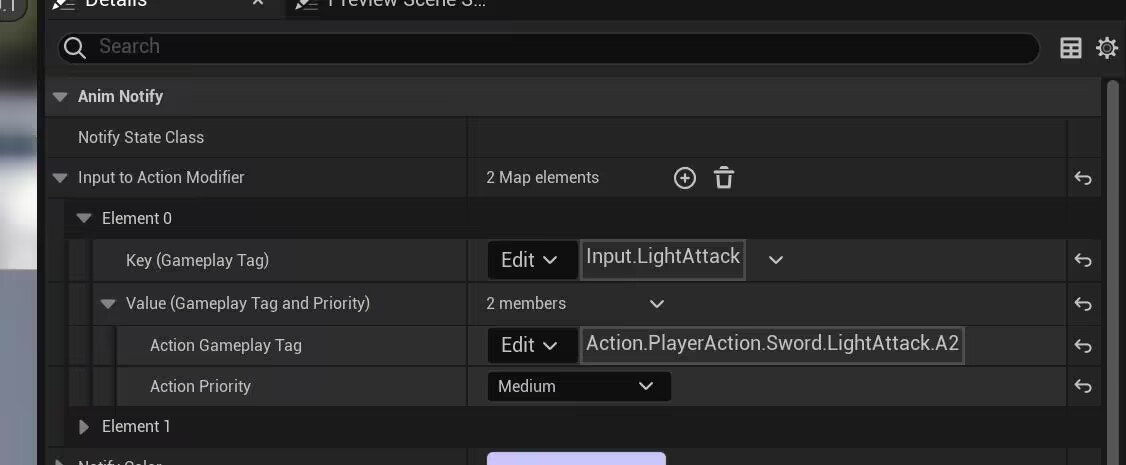 Details
Preview Scene S...
Search
Anim Notify
Notify State Class
Input to Action Modifier 2 Map elements
Element 0
Key (Gameplay Tag) Edit Input.LightAttack
Value (Gameplay Tag and Priority) 2 members
Action Gameplay Tag Edit Action.PlayerAction.Sword.LightAttack.A2
Action Priority Medium
Element 1
Notify Color